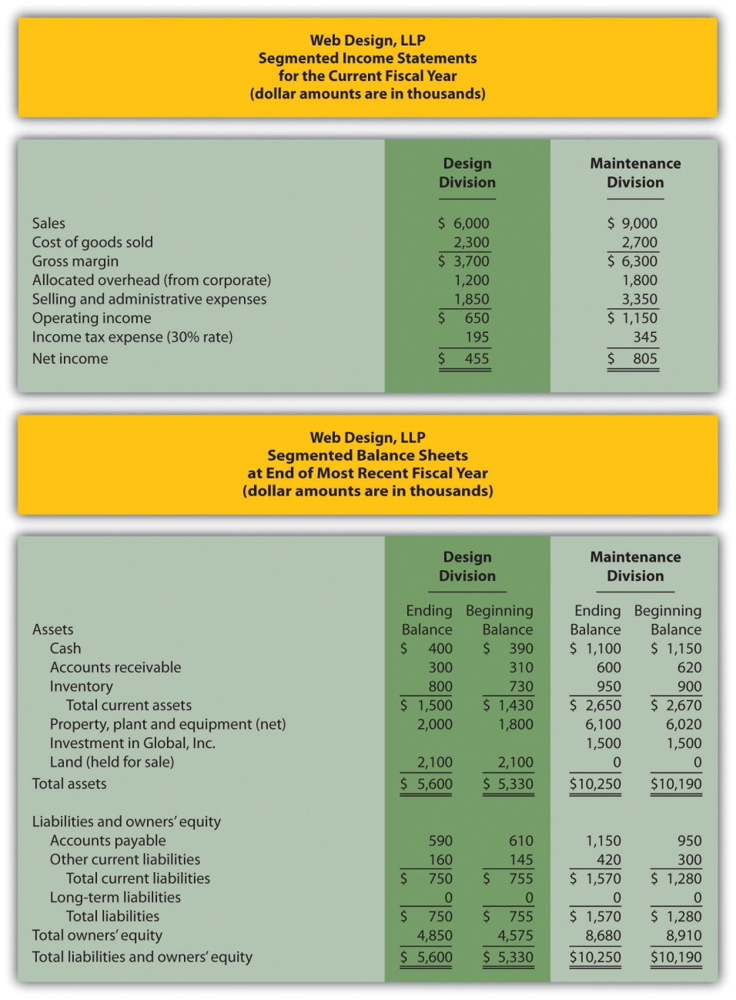 Web Design, LLP
Segmented Income Statements
for the Current Fiscal Year
(dollar amounts are in thousands)
Design Maintenance
Division Division
Sales $ 6,000 $ 9,000
Cost of goods sold 2,300 2,700
Gross margin $ 3,700 $ 6,300
Allocated overhead (from corporate) 1,200 1,800
Selling and administrative expenses 1,850 3,350
Operating income $ 650 $ 1,150
Income tax expense (30% rate) 195 345
Net income $ 455 $ 805
Web Design, LLP
Segmented Balance Sheets
at End of Most Recent Fiscal Year
(dollar amounts are in thousands)
Design Maintenance
Division Division
Ending Beginning Ending Beginning
Assets Balance Balance Balance Balance
Cash $ 400 $ 390 $ 1,100 $ 1,150
Accounts receivable 300 310 600 620
Inventory 800 730 950 900
Total current assets $ 1,500 $ 1,430 $ 2,650 $ 2,670
Property, plant and equipment (net) 2,000 1,800 6,100 6,020
Investment in Global, Inc. 1,500 1,500
Land (held for sale) 2,100 2,100 0 0
Total assets $ 5,600 $ 5,330 $10,250 $10,190
Liabilities and owners' equity
Accounts payable 590 610 1,150 950
Other current liabilities 160 145 420 300
Total current liabilities $ 750 $ 755 $ 1,570 $ 1,280
Long-term liabilities 0 0 0 0
Total liabilities $ 750 $ 755 $ 1,570 $ 1,280
Total owners' equity 4,850 4,575 8,680 8,910
Total liabilities and owners' equity $ 5,600 $ 5,330 $10,250 $10,190